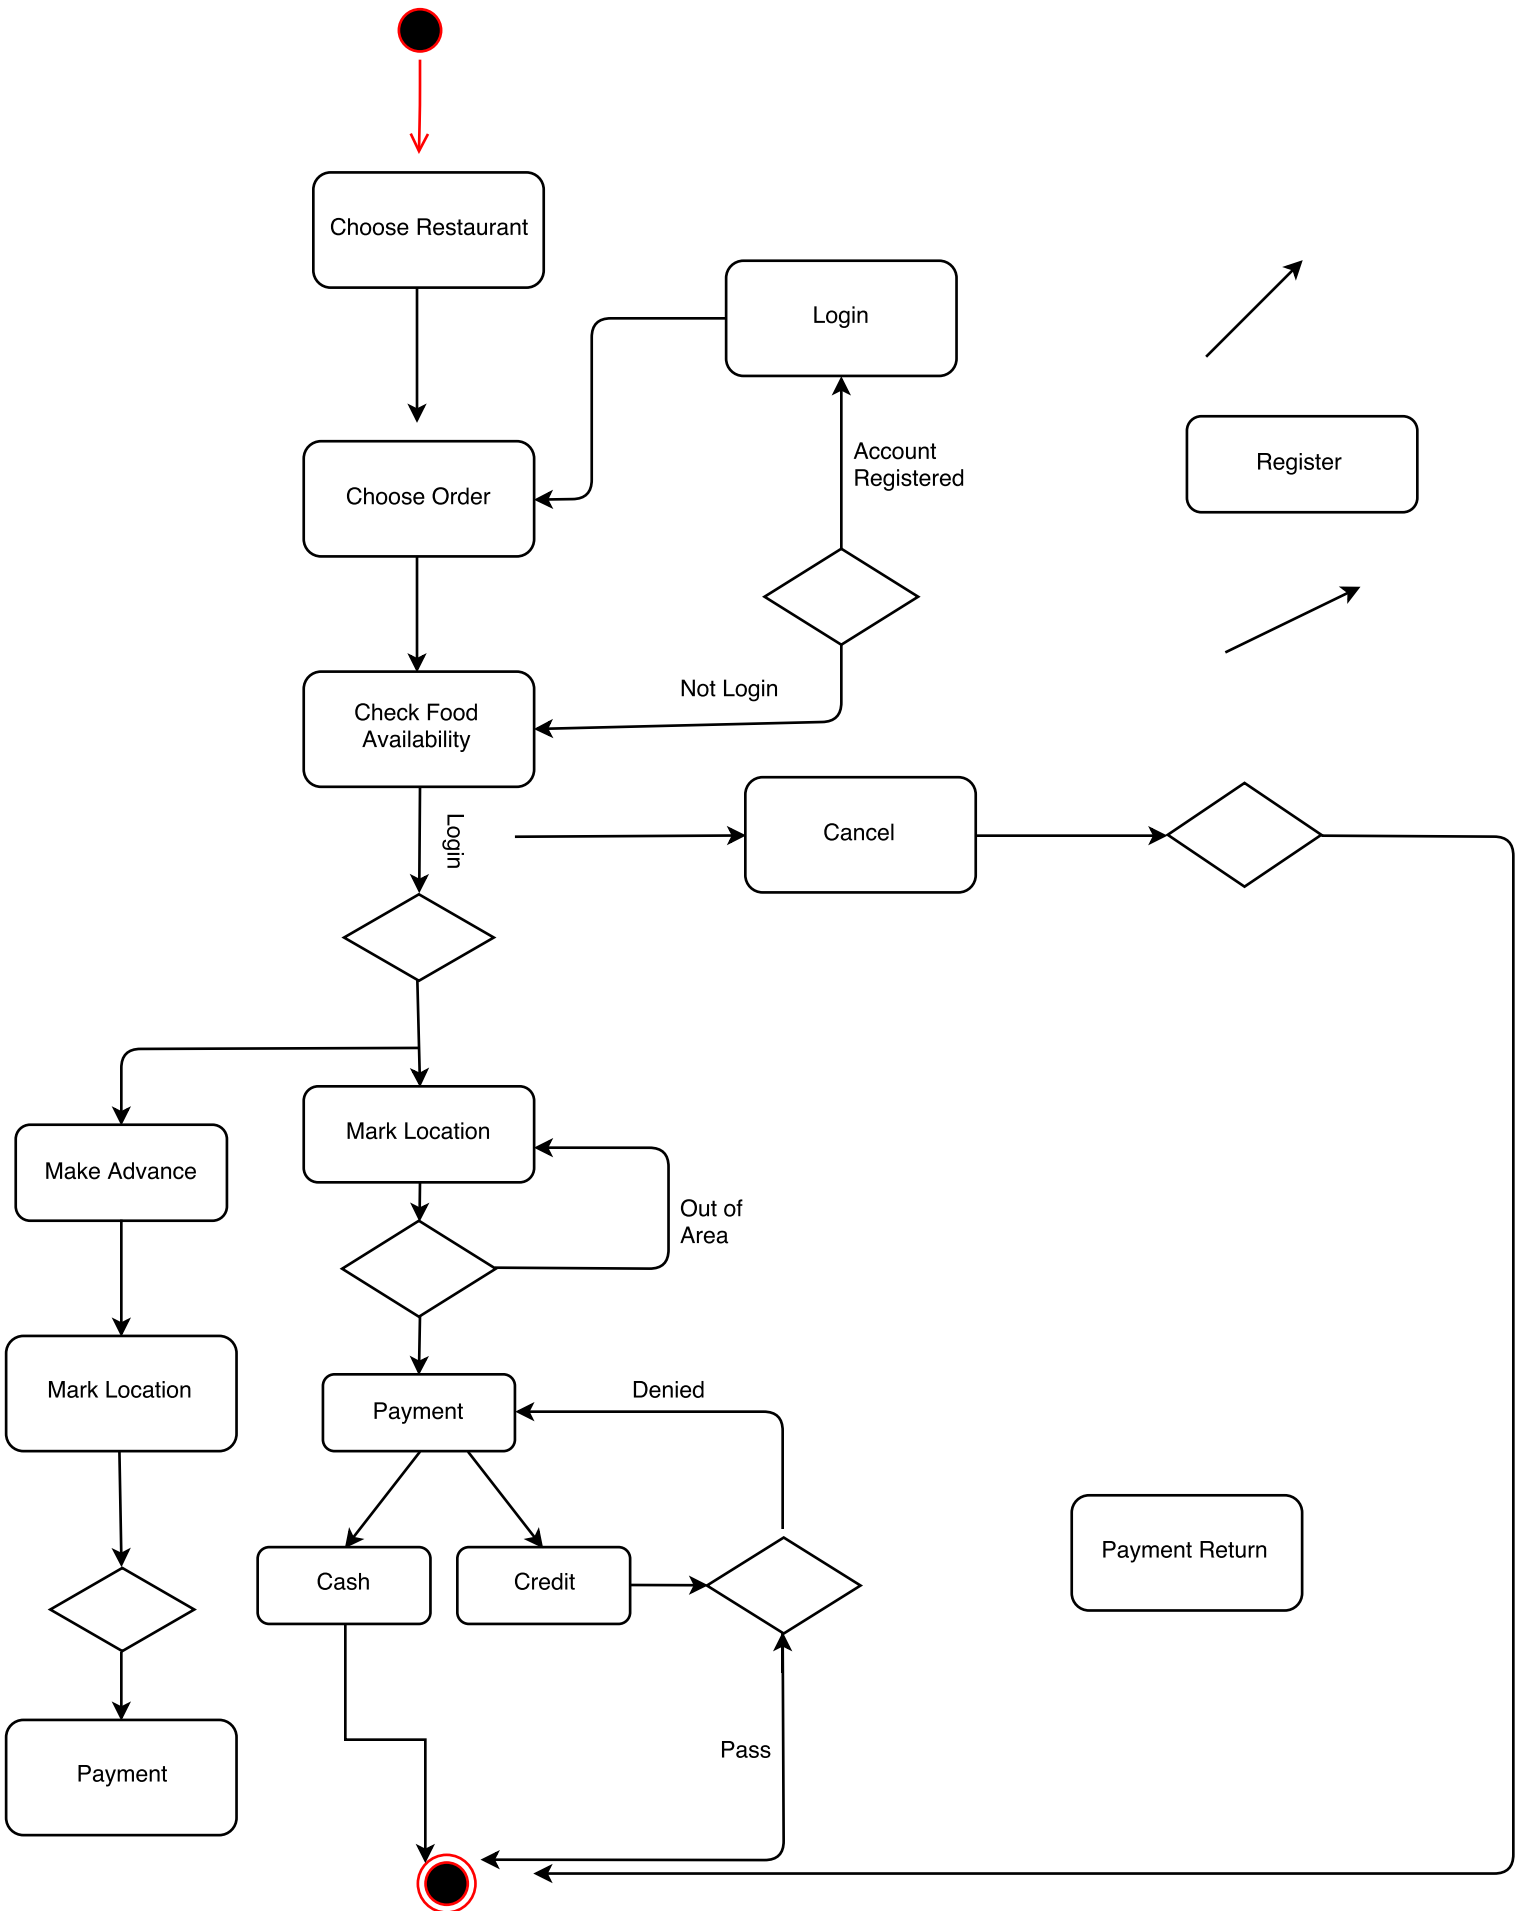 Choose Restaurant
Login
Account
Registered
Register
Choose Order
Not Login
Check Food
Availability
Login
Cancel
Mark Location
Make Advance
Out of
Area
Mark Location
Denied
Payment
Payment Return
Cash
Credit
Pass
Payment